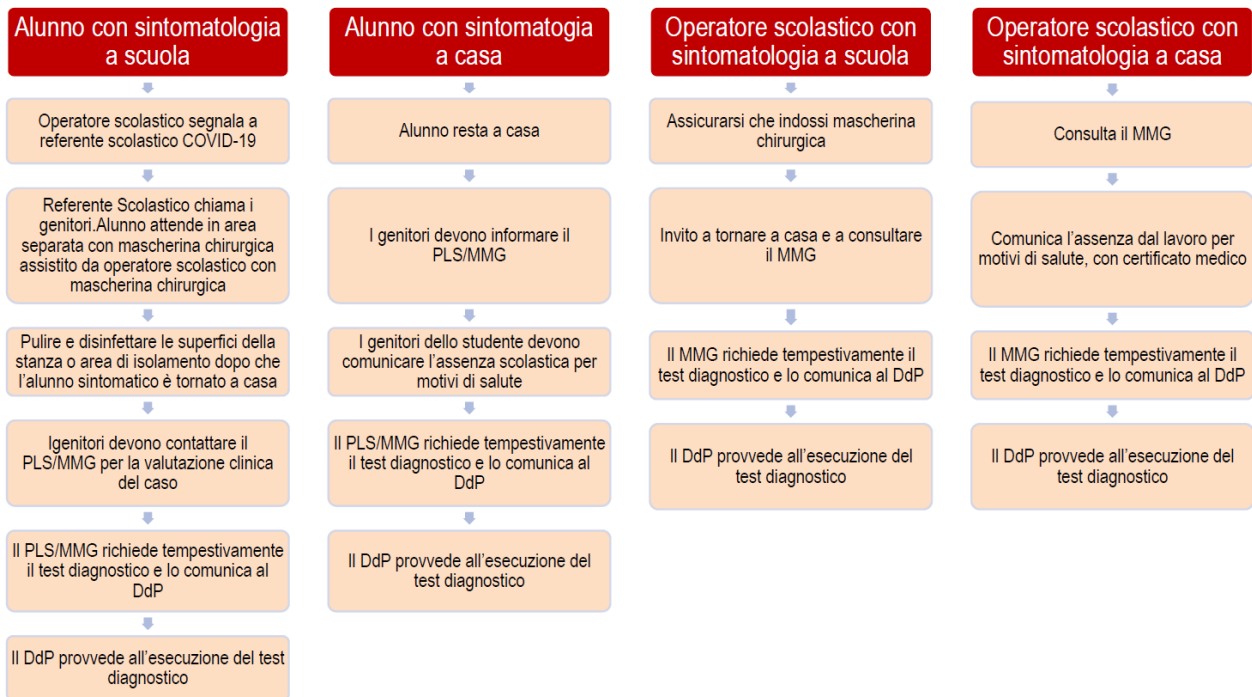 Alunno con sintomatologia
a scuola
Operatore scolastico segnala a
referente scolastico COVID-19
Referente Scolastico chiama i
genitori.Alunno attende in area
separata con mascherina chirurgica
assistito da operatore scolastico con
mascherina chirurgica
Pulire e disinfettare le superfici della
stanza o area di isolamento dopo che
l'alunno sintomatico è tornato a casa
Igenitori devono contattare il
PLS/MMG per la valutazione clinica
del caso
Il PLS/MMG richiede tempestivamente
il test diagnostico e lo comunica al
DdP
Il DdP provvede all'esecuzione del test
diagnostico
Alunno con sintomatogia
a casa
Alunno resta a casa
I genitori devono informare il
PLS/MMG
I genitori dello studente devono
comunicare l'assenza scolastica per
motivi di salute
Il PLS/MMG richiede tempestivamente
il test diagnostico e lo comunica al
DdP
Il DdP provvede all'esecuzione del
test diagnostico
Operatore scolastico con
sintomatologia a scuola
Assicurarsi che indossi mascherina
chirurgica
Invito a tornare a casa e a consultare
il MMG
Il MMG richiede tempestivamente il
test diagnostico e lo comunica al DdP
Il DdP provvede all'esecuzione del
test diagnostico
Operatore scolastico con
sintomatologia a casa
Consulta il MMG
Comunica l'assenza dal lavoro per
motivi di salute, con certificato medico
Il MMG richiede tempestivamente il
test diagnostico e lo comunica al DdP
Il DdP provvede all'esecuzione del
test diagnostico